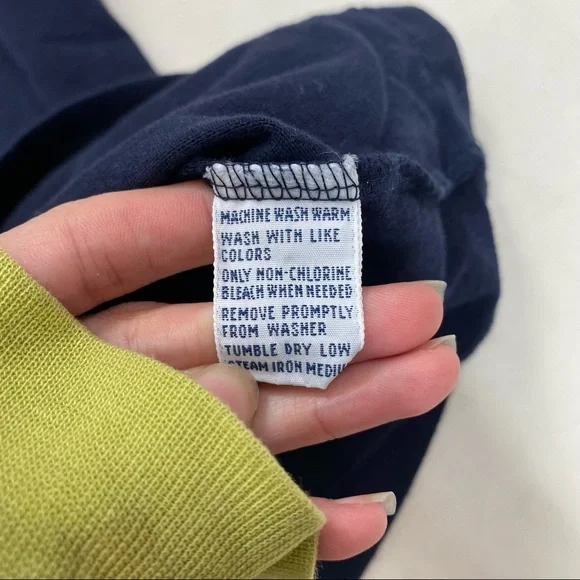 MACHINE WASH WARM
WASH WITH LIKE
COLORS
ONLY NON-CHLORINE
BLEACH WHEN NEEDED
REMOVE PROMPTLY
FROM WASHER
TUMBLE DRY LOW
IRON